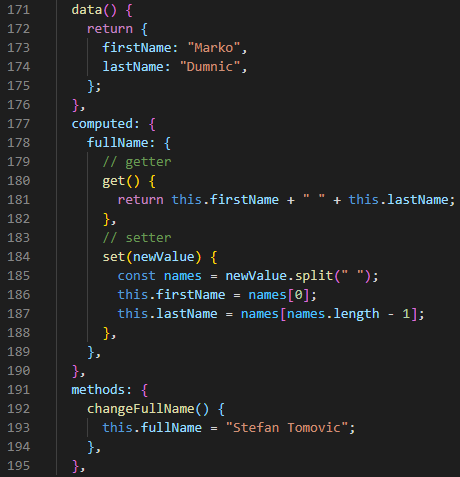 171 data() {
172 return {
173 firstName: "Marko",
174 lastName: "Dumnic",
175 };
176 },
177 computed: {
178 fullName: {
179 // getter
180 get() {
181 return this.firstName + " " + this.lastName;
182 },
183 // setter
184 set(newValue) {
185 const names = newValue.split(" ");
186 this.firstName = names[0];
187 this.lastName = names[names.length - 1];
188 },
189 },
190 },
191 methods: {
192 changeFullName() {
193 this.fullName = "Stefan Tomovic";
194 },
195 },